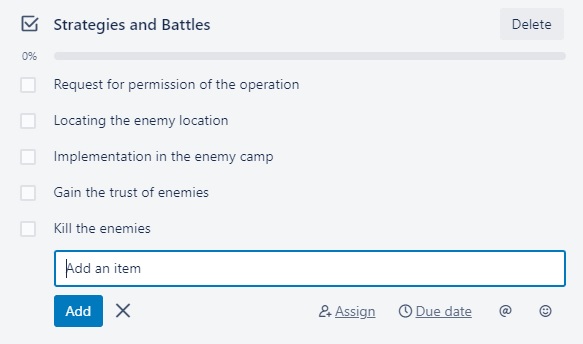 Strategies and Battles
Delete
0%
Request for permission of the operation
Locating the enemy location
Implementation in the enemy camp
Gain the trust of enemies
Kill the enemies
Add an item
Add
Assign
Due date
@